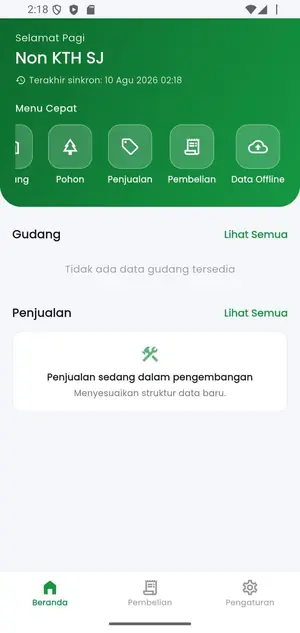 2:18
Selamat Pagi
Non KTH SJ
Terakhir sinkron: 10 Agu 2026 02:18
Menu Cepat
ng Pohon Penjualan Pembelian Data Offline
Gudang Lihat Semua
Tidak ada data gudang tersedia
Penjualan Lihat Semua
Penjualan sedang dalam pengembangan
Menyesuaikan struktur data baru.
Beranda Pembelian Pengaturan